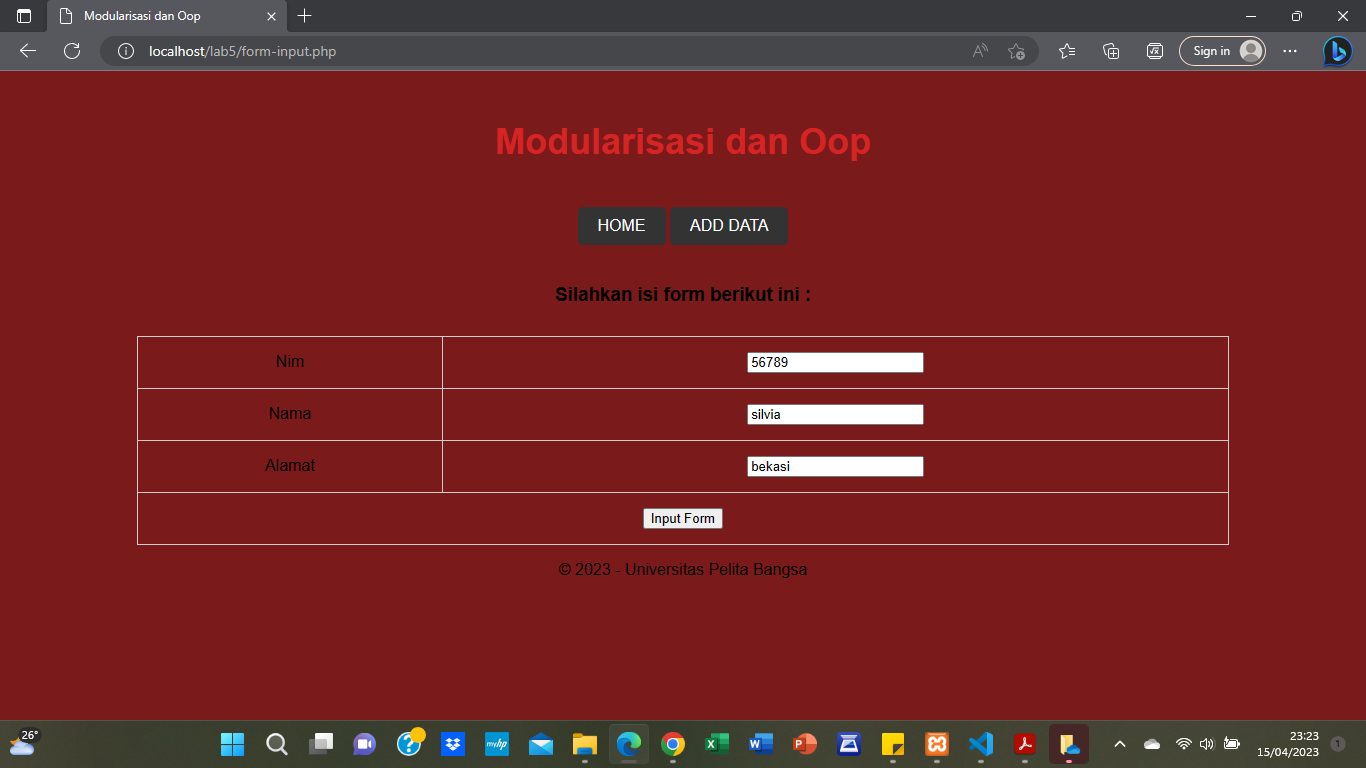 Modularisasi dan Oop
localhost/lab5/form-input.php
Sign in
Modularisasi dan Oop
HOME ADD DATA
Silahkan isi form berikut ini :
Nim 56789
Nama silvia
Alamat bekasi
Input Form
© 2023 - Universitas Pelita Bangsa
26°
23:23
15/04/2023
1